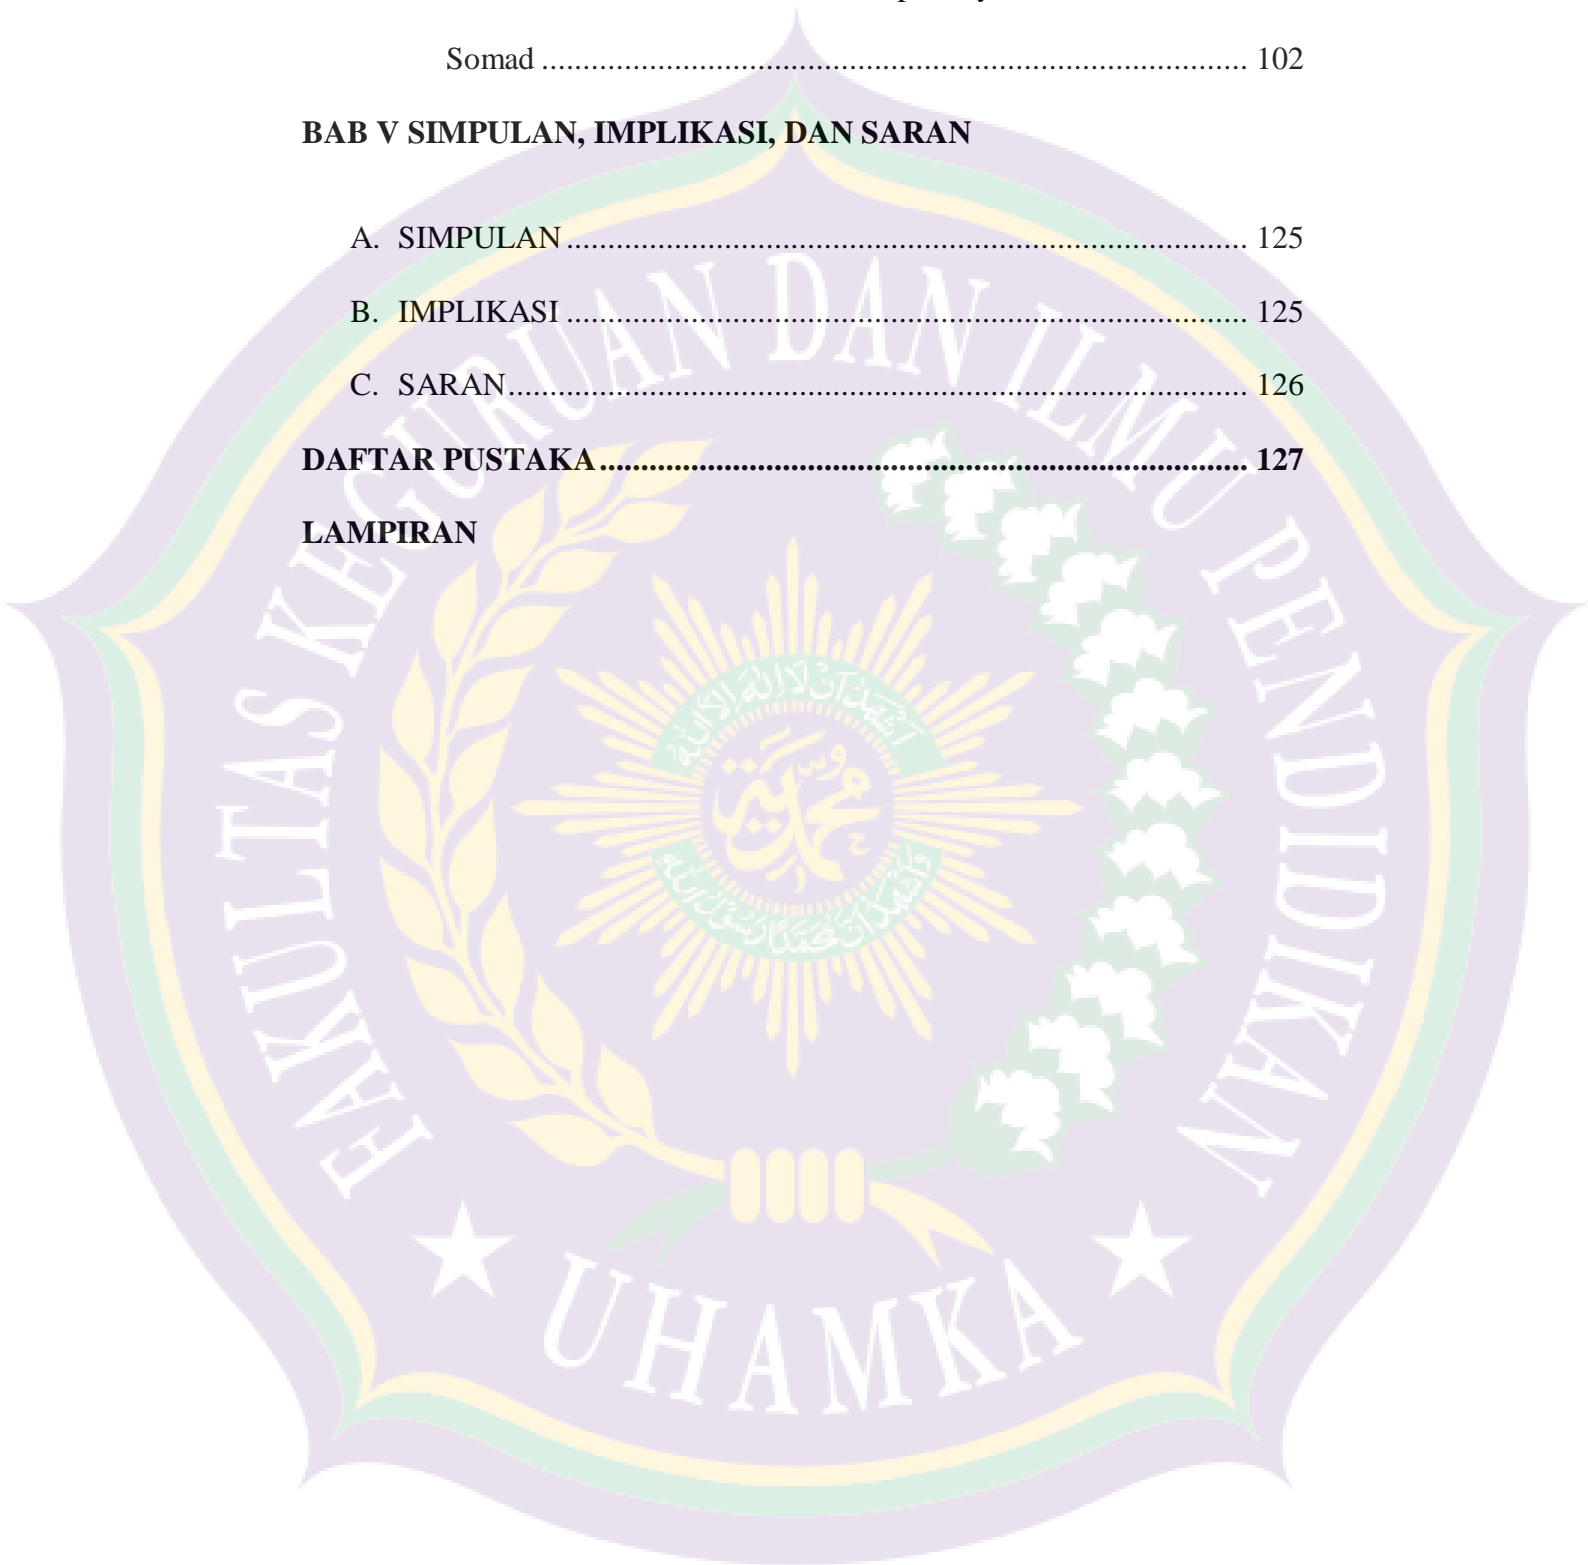 Somad ..................................................................................... 102
BAB V SIMPULAN, IMPLIKASI, DAN SARAN
A. SIMPULAN.................................................................................. 125
B. IMPLIKASI .................................................................................. 125
C. SARAN......................................................................................... 126
DAFTAR PUSTAKA.............................................................................. 127
LAMPIRAN
FAKULTAS KEGURUAN DAN ILMU PENDIDIKAN
محمدية
UHAMKA